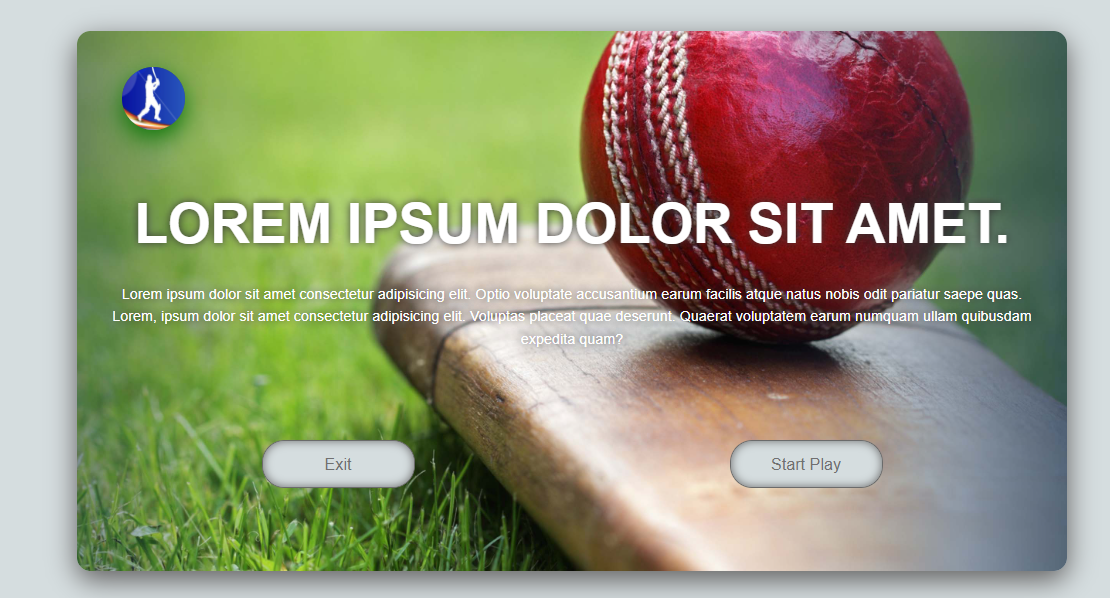 LOREM IPSUM DOLOR SIT AMET.
Lorem ipsum dolor sit amet consectetur adipisicing elit. Optio voluptate accusantium earum facilis atque natus nobis odit pariatur saepe quas.
Lorem, ipsum dolor sit amet consectetur adipisicing elit. Voluptas placeat quae deserunt. Quaerat voluptatem earum numquam ullam quibusdam
expedita quam?
Exit
Start Play